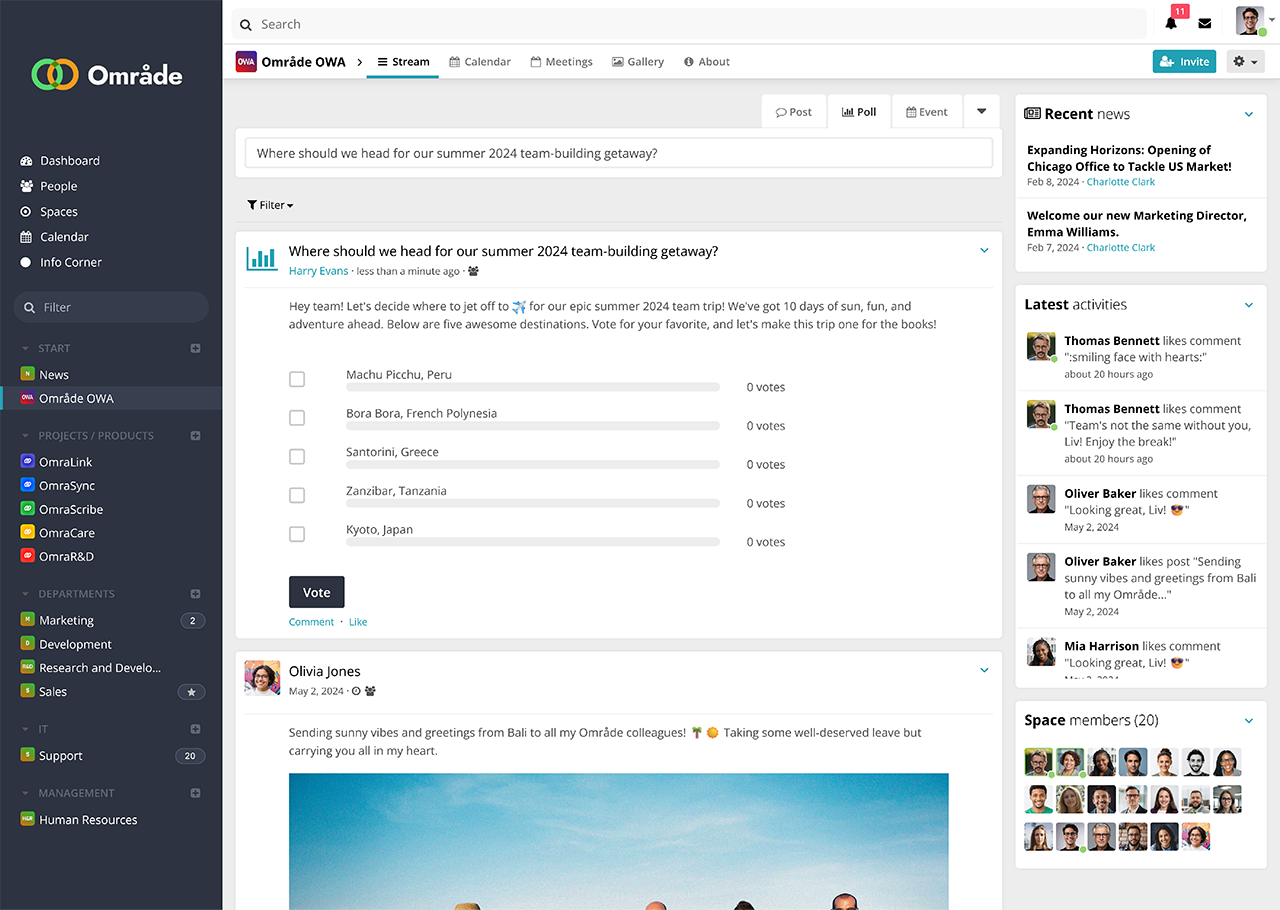 Område
Dashboard
People
Spaces
Calendar
Info Corner
Filter
START
N
News
OWA
Område OWA
PROJECTS / PRODUCTS
OmraLink
OmraSync
OmraScribe
OmraCare
OmraR&D
DEPARTMENTS
M
Marketing
2
D
Development
R&D
Research and Develo...
S
Sales
IT
S
Support
20
MANAGEMENT
H&R
Human Resources
Search
11
OWA Område OWA
Stream
Calendar
Meetings
Gallery
About
Invite
Post
Poll
Event
Where should we head for our summer 2024 team-building getaway?
Filter
Where should we head for our summer 2024 team-building getaway?
Harry Evans · less than a minute ago ·
Hey team! Let's decide where to jet off to ✈️ for our epic summer 2024 team trip! We've got 10 days of sun, fun, and
adventure ahead. Below are five awesome destinations. Vote for your favorite, and let's make this trip one for the books!
Machu Picchu, Peru
0 votes
Bora Bora, French Polynesia
0 votes
Santorini, Greece
0 votes
Zanzibar, Tanzania
0 votes
Kyoto, Japan
0 votes
Vote
Comment · Like
Olivia Jones
May 2, 2024 ·
Sending sunny vibes and greetings from Bali to all my Område colleagues! 🌴 🌞 Taking some well-deserved leave but
carrying you all in my heart.
Recent news
Expanding Horizons: Opening of
Chicago Office to Tackle US Market!
Feb 8, 2024 · Charlotte Clark
Welcome our new Marketing Director,
Emma Williams.
Feb 7, 2024 · Charlotte Clark
Latest activities
Thomas Bennett likes comment
":smiling face with hearts:"
about 20 hours ago
Thomas Bennett likes comment
"Team's not the same without you,
Liv! Enjoy the break!"
about 20 hours ago
Oliver Baker likes comment
"Looking great, Liv! 😎"
May 2, 2024
Oliver Baker likes post "Sending
sunny vibes and greetings from Bali
to all my Område..."
May 2, 2024
Mia Harrison likes comment
"Looking great, Liv! 😎"
May 2, 2024
Space members (20)